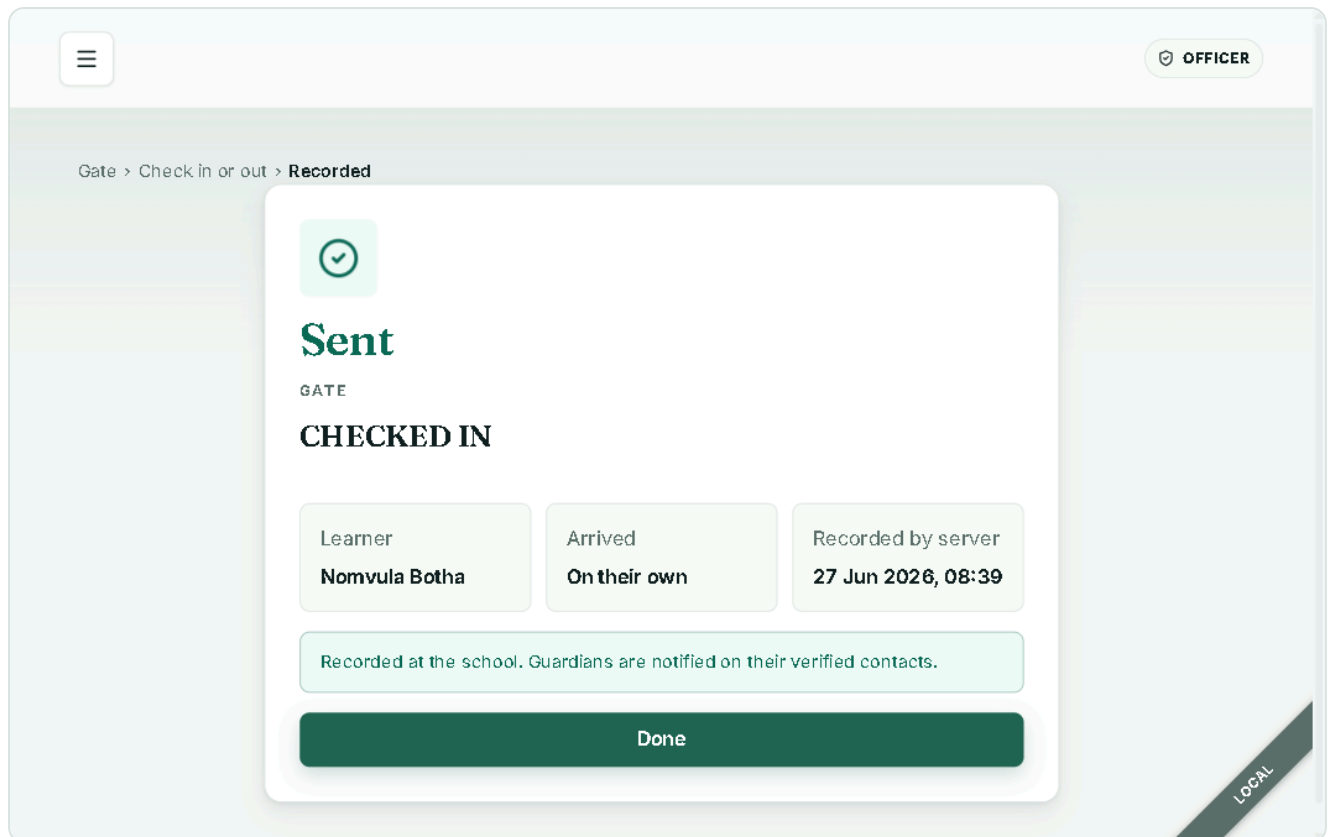 OFFICER
Gate > Check in or out > Recorded
Sent
GATE
CHECKED IN
Learner
Nomvula Botha
Arrived
On their own
Recorded by server
27 Jun 2026, 08:39
Recorded at the school. Guardians are notified on their verified contacts.
Done
LOCAL